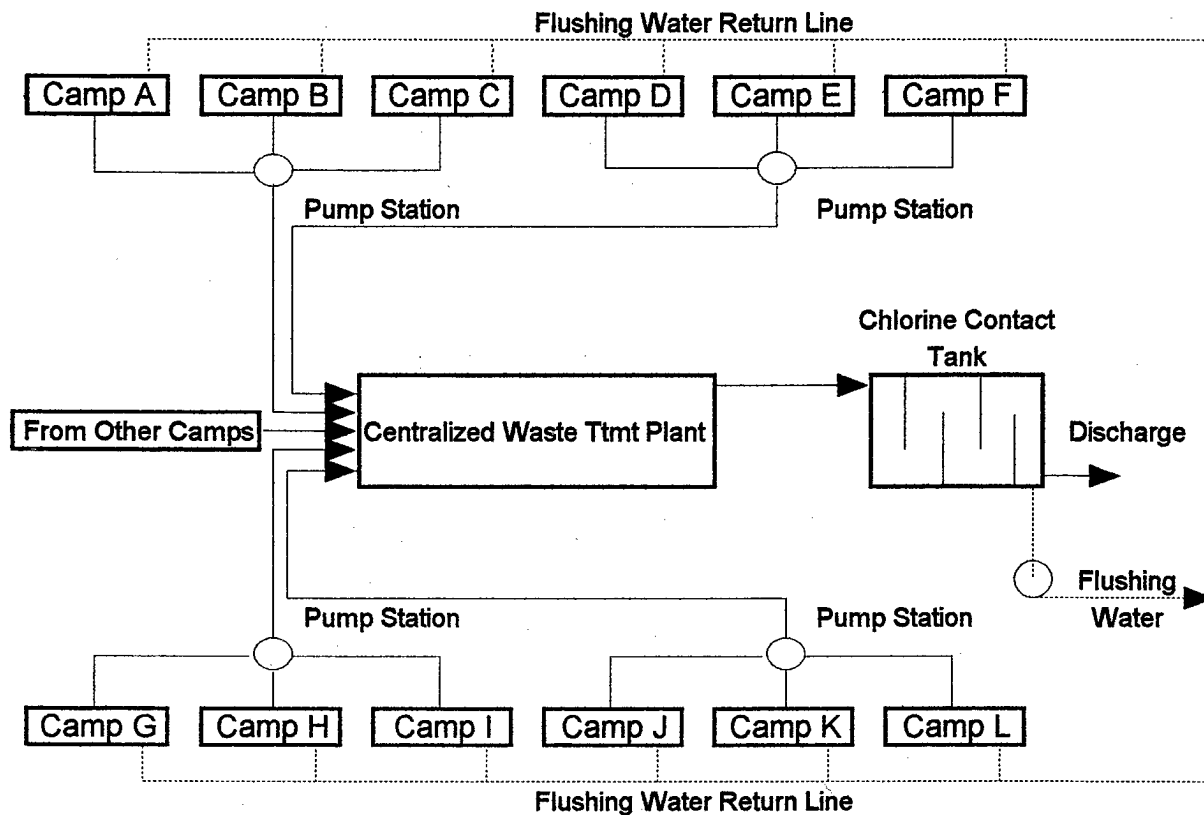 Flushing Water Return Line
Camp A
Camp B
Camp C
Camp D
Camp E
Camp F
Pump Station
Pump Station
Chlorine Contact
Tank
From Other Camps
Centralized Waste Ttmt Plant
Discharge
Flushing
Water
Pump Station
Pump Station
Camp G
Camp H
Camp I
Camp J
Camp K
Camp L
Flushing Water Return Line